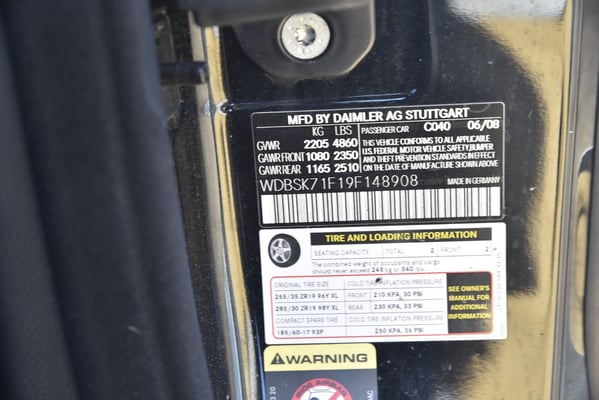 MFD BY DAIMLER AG STUTTGART
KG LBS PASSENGER CAR C040 06/08
GVWR 2205 4860
GAWR FRONT 1080 2350
GAWR REAR 1165 2510
THIS VEHICLE CONFORMS TO ALL APPLICABLE
U.S. FEDERAL MOTOR VEHICLE SAFETY, BUMPER
AND THEFT PREVENTION STANDARDS IN EFFECT
ON THE DATE OF MANUFACTURE SHOWN ABOVE
WDBSK71F19F148908 MADE IN GERMANY
TIRE AND LOADING INFORMATION
SEATING CAPACITY TOTAL 2 FRONT 2
The combined weight of occupants and cargo
should never exceed 245 kg or 540 lbs.
ORIGINAL TIRE SIZE COLD TIRE INFLATION PRESSURE
255/35 ZR19 96Y XL FRONT 210 KPA, 30 PSI
285/30 ZR19 98Y XL REAR 230 KPA, 33 PSI
COMPACT SPARE TIRE COLD TIRE INFLATION PRESSURE
195/60-17 92P 250 KPA, 36 PSI
SEE OWNER'S
MANUAL FOR
ADDITIONAL
INFORMATION
WARNING
SIDE AIRBAG